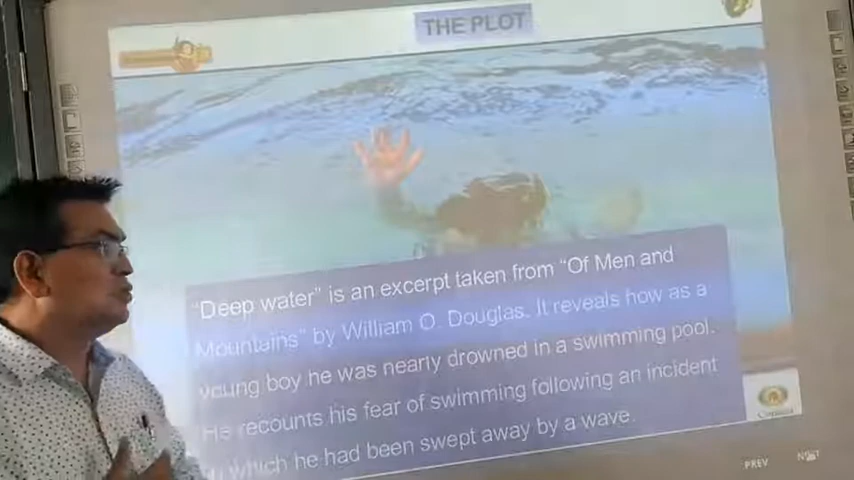 THE PLOT
"Deep water" is an excerpt taken from "Of Men and
Mountains" by William O. Douglas. It reveals how as a
young boy he was nearly drowned in a swimming pool.
He recounts his fear of swimming following an incident
in which he had been swept away by a wave.
PREV